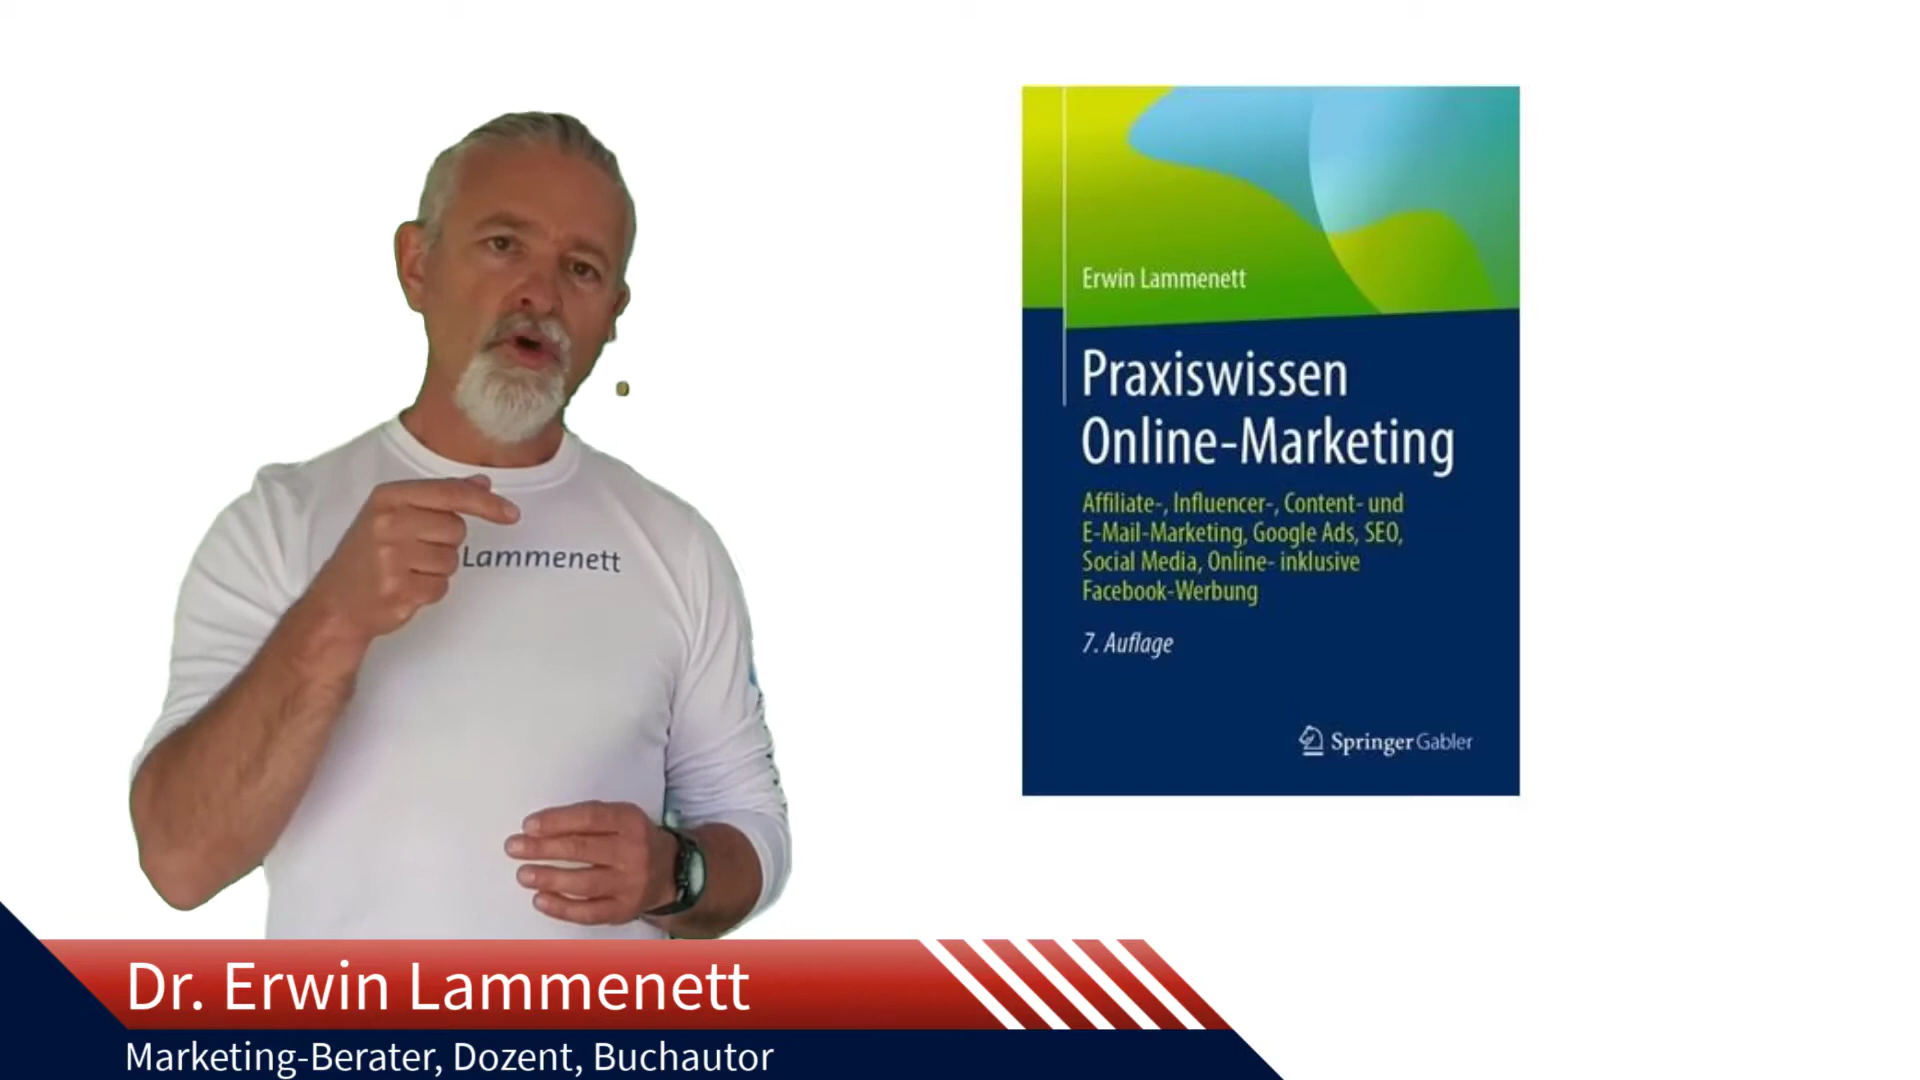 Erwin Lammenett
Praxiswissen
Online-Marketing
Affiliate-, Influencer-, Content- und
E-Mail-Marketing, Google Ads, SEO,
Social Media, Online- inklusive
Facebook-Werbung
7. Auflage
Springer Gabler
Lammenett
Dr. Erwin Lammenett
Marketing-Berater, Dozent, Buchautor